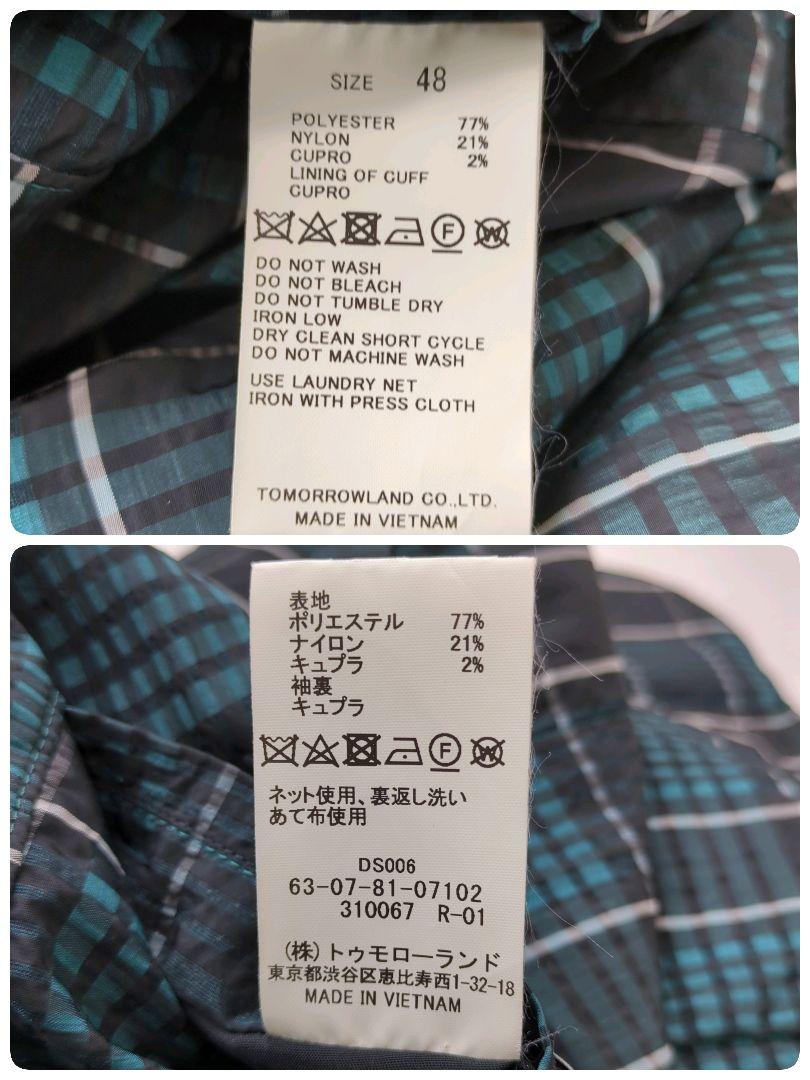 SIZE 48
POLYESTER 77%
NYLON 21%
CUPRO 2%
LINING OF CUFF
CUPRO
F W
DO NOT WASH
DO NOT BLEACH
DO NOT TUMBLE DRY
IRON LOW
DRY CLEAN SHORT CYCLE
DO NOT MACHINE WASH
USE LAUNDRY NET
IRON WITH PRESS CLOTH
TOMORROWLAND CO.,LTD.
MADE IN VIETNAM
表地
ポリエステル 77%
ナイロン 21%
キュプラ 2%
袖裏
キュプラ
F W
ネット使用、裏返し洗い
あて布使用
DS006
63-07-81-07102
310067 R-01
(株)トゥモローランド
東京都渋谷区恵比寿西1-32-18
MADE IN VIETNAM